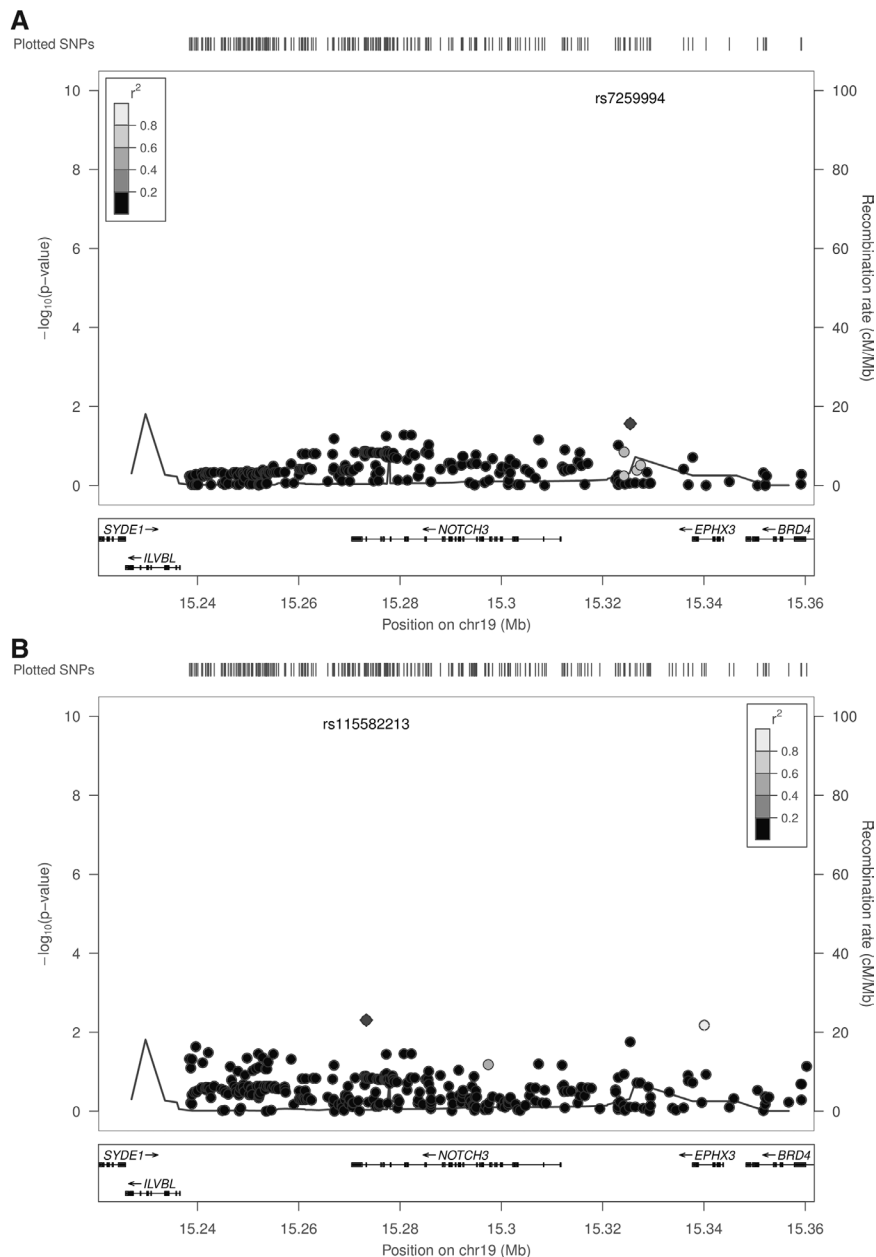 A
Plotted SNPs
r²
0.8
0.6
0.4
0.2
rs7259994
10
8
6
4
2
0
−log₁₀(p−value)
100
80
60
40
20
0
Recombination rate (cM/Mb)
SYDE1→
←NOTCH3
←EPHX3
←BRD4
←ILVBL
15.24 15.26 15.28 15.3 15.32 15.34 15.36
Position on chr19 (Mb)
B
Plotted SNPs
rs115582213
r²
0.8
0.6
0.4
0.2
10
8
6
4
2
0
−log₁₀(p−value)
100
80
60
40
20
0
Recombination rate (cM/Mb)
SYDE1→
←NOTCH3
←EPHX3
←BRD4
←ILVBL
15.24 15.26 15.28 15.3 15.32 15.34 15.36
Position on chr19 (Mb)